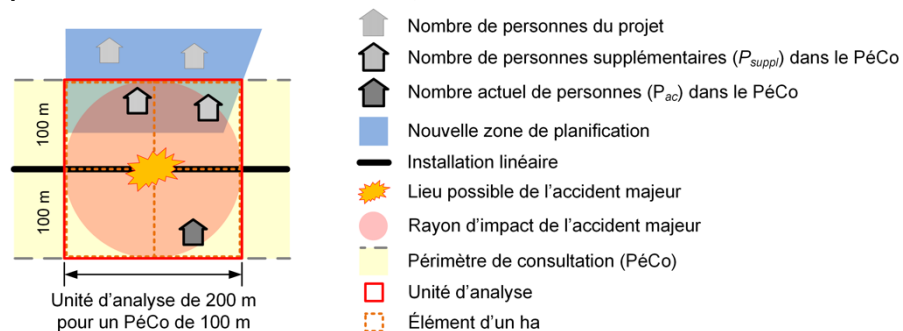 100 m
100 m
Unité d'analyse de 200 m
pour un PéCo de 100 m
Nombre de personnes du projet
Nombre de personnes supplémentaires (Psuppl) dans le PéCo
Nombre actuel de personnes (Pac) dans le PéCo
Nouvelle zone de planification
Installation linéaire
Lieu possible de l'accident majeur
Rayon d'impact de l'accident majeur
Périmètre de consultation (PéCo)
Unité d'analyse
Élément d'un ha